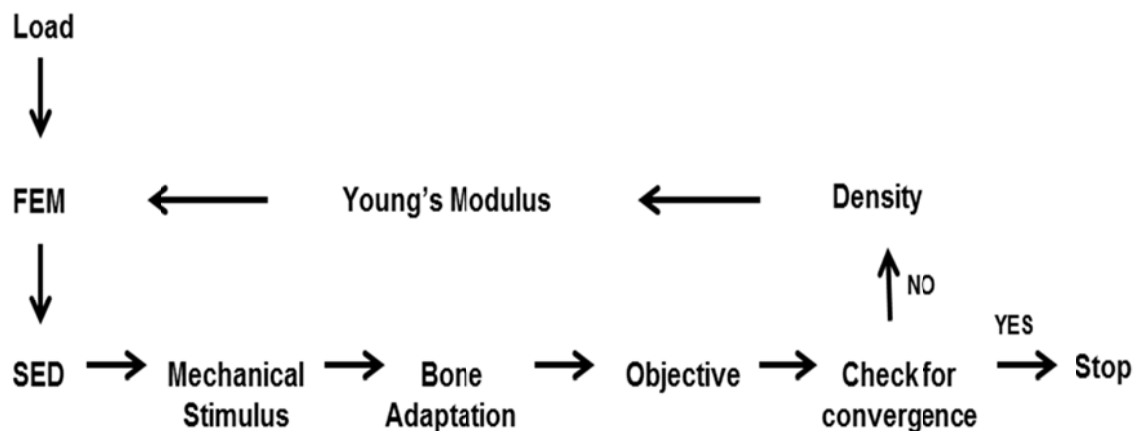 Load
FEM
Young's Modulus
Density
NO
YES
SED
Mechanical
Stimulus
Bone
Adaptation
Objective
Check for
convergence
Stop